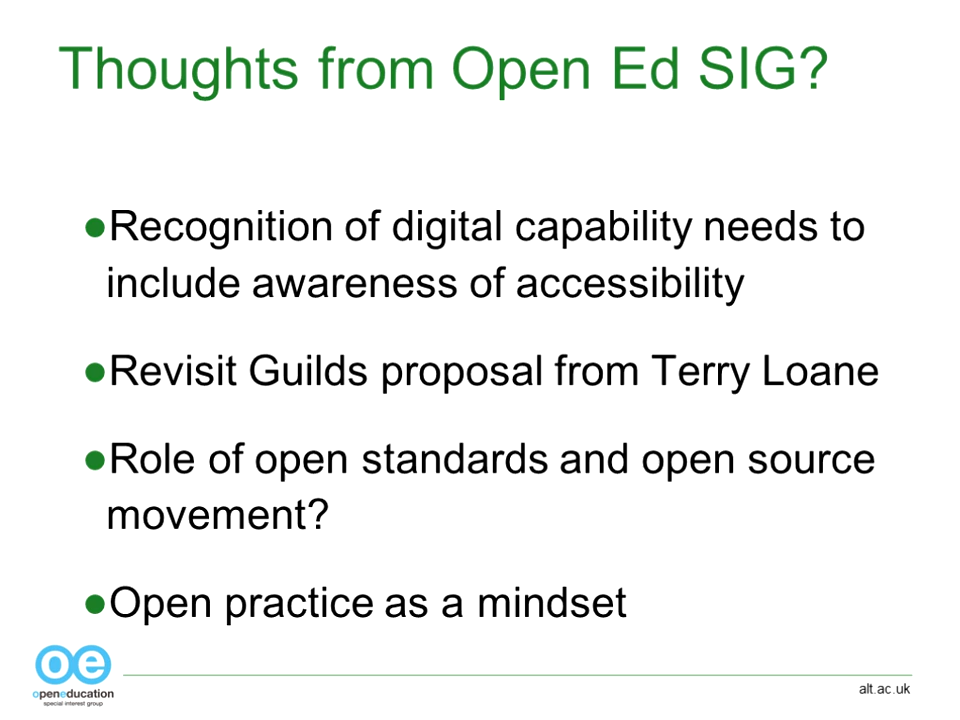 Thoughts from Open Ed SIG?
●Recognition of digital capability needs to
include awareness of accessibility
●Revisit Guilds proposal from Terry Loane
●Role of open standards and open source
movement?
●Open practice as a mindset
oe
openeducation
special interest group
alt.ac.uk